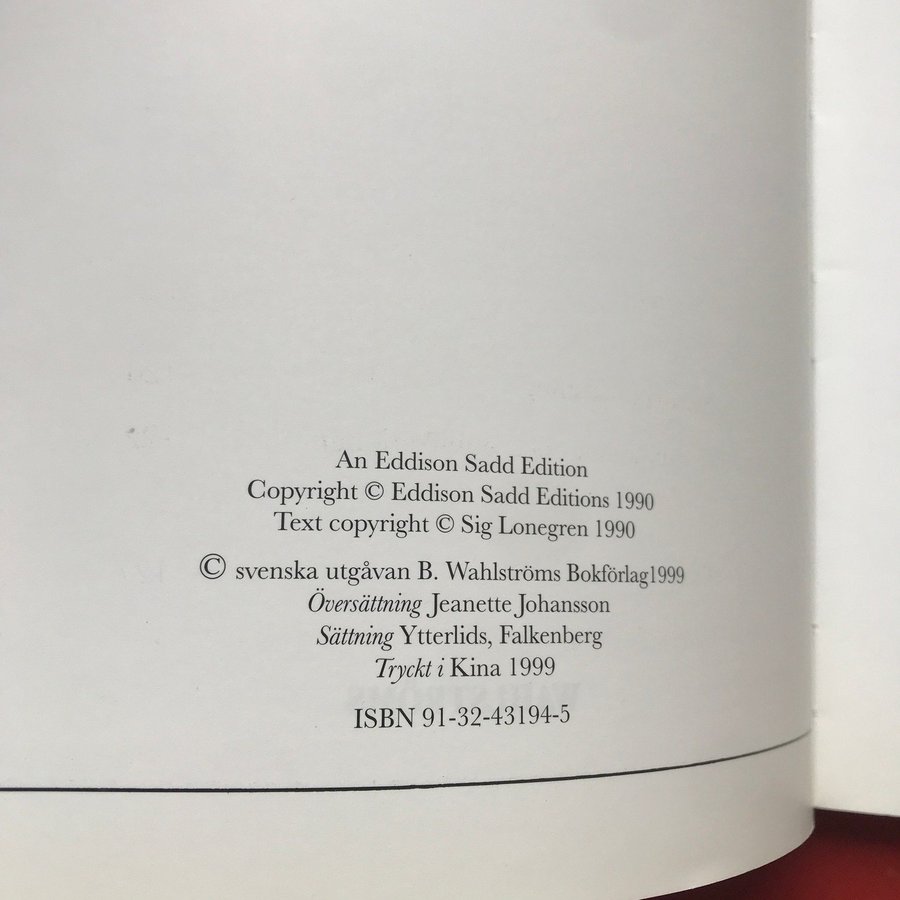 An Eddison Sadd Edition
Copyright © Eddison Sadd Editions 1990
Text copyright © Sig Lonegren 1990
© svenska utgåvan B. Wahlströms Bokförlag1999
Översättning Jeanette Johansson
Sättning Ytterlids, Falkenberg
Tryckt i Kina 1999
ISBN 91-32-43194-5